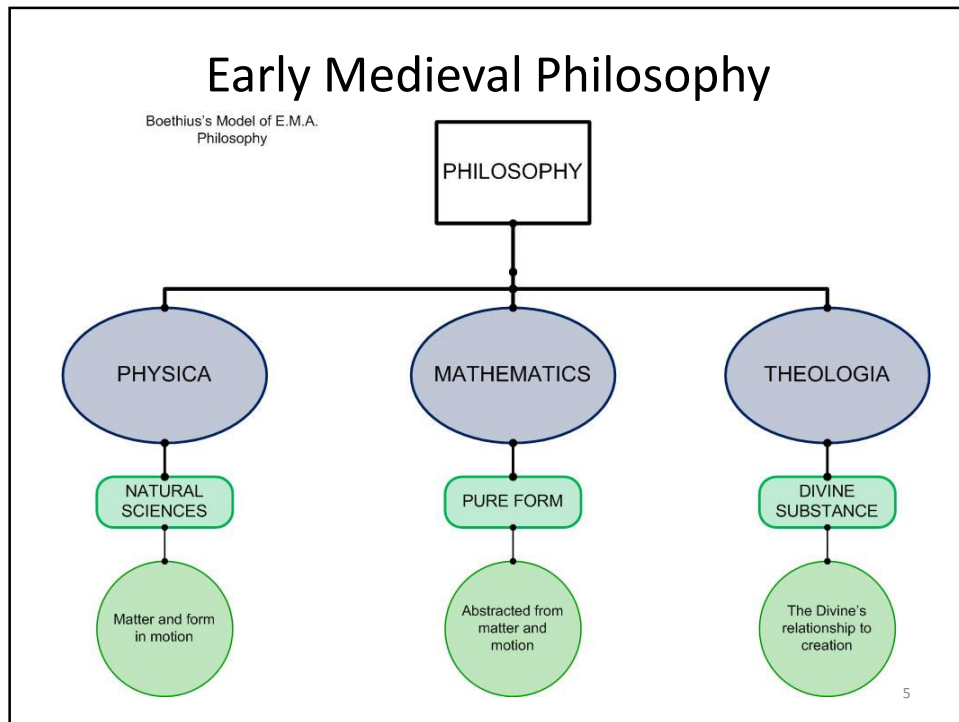 Early Medieval Philosophy
Boethius's Model of E.M.A.
Philosophy
PHILOSOPHY
PHYSICA
MATHEMATICS
THEOLOGIA
NATURAL
SCIENCES
PURE FORM
DIVINE
SUBSTANCE
Matter and form
in motion
Abstracted from
matter and
motion
The Divine's
relationship to
creation
5